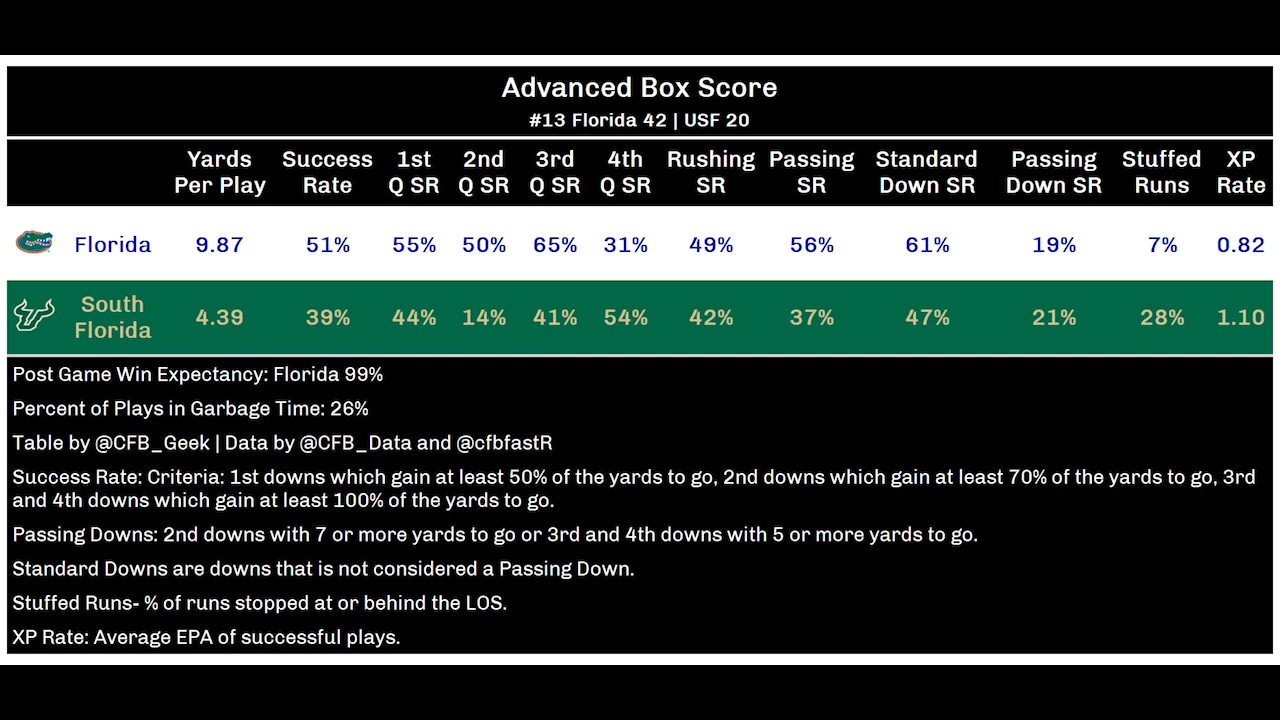 Advanced Box Score
#13 Florida 42 | USF 20
Yards Per Play Success Rate 1st Q SR 2nd Q SR 3rd Q SR 4th Q SR Rushing SR Passing SR Standard Down SR Passing Down SR Stuffed Runs XP Rate
Florida 9.87 51% 55% 50% 65% 31% 49% 56% 61% 19% 7% 0.82
South Florida 4.39 39% 44% 14% 41% 54% 42% 37% 47% 21% 28% 1.10
Post Game Win Expectancy: Florida 99%
Percent of Plays in Garbage Time: 26%
Table by @CFB_Geek | Data by @CFB_Data and @cfbfastR
Success Rate: Criteria: 1st downs which gain at least 50% of the yards to go, 2nd downs which gain at least 70% of the yards to go, 3rd
and 4th downs which gain at least 100% of the yards to go.
Passing Downs: 2nd downs with 7 or more yards to go or 3rd and 4th downs with 5 or more yards to go.
Standard Downs are downs that is not considered a Passing Down.
Stuffed Runs- % of runs stopped at or behind the LOS.
XP Rate: Average EPA of successful plays.